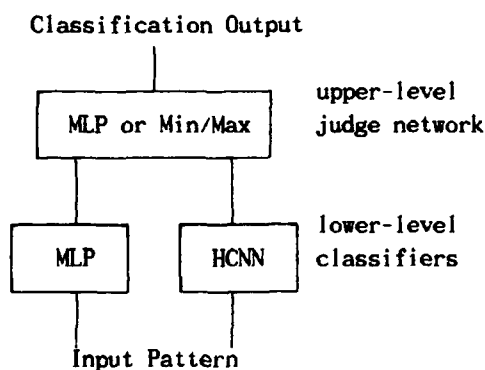 Classification Output
MLP or Min/Max
upper-level
judge network
MLP
HCNN
lower-level
classifiers
Input Pattern